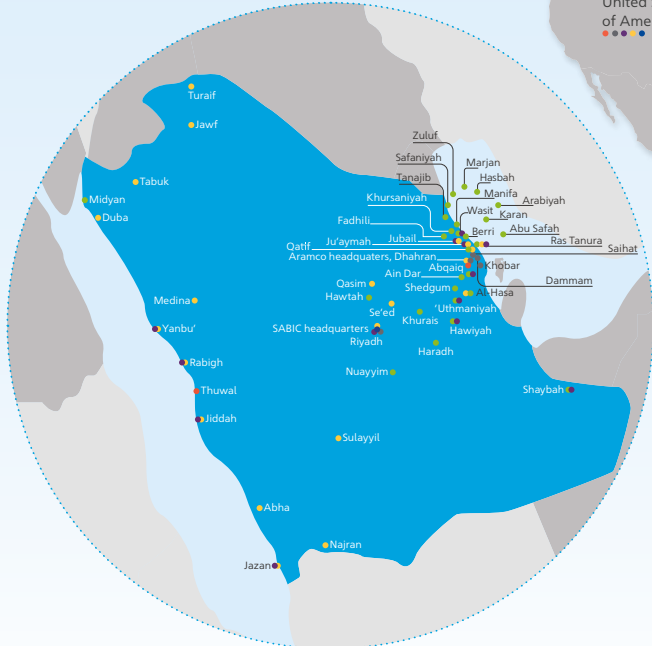 United
of Ame
Turaif
Jawf
Zuluf
Safaniyah
Marjan
Tanajib
Hasbah
Tabuk
Manifa
Midyan
Khursaniyah
Arabiyah
Wasit
Karan
Duba
Fadhili
Abu Safah
Berri
Ju'aymah
Jubail
Ras Tanura
Qatif
Saihat
Aramco headquaters, Dhahran
Abqaiq
Khobar
Ain Dar
Dammam
Qasim
Shedgum
Al-Hasa
Hawtah
Medina
Se'ed
'Uthmaniyah
Khurais
Yanbu'
SABIC headquarters
Hawiyah
Riyadh
Haradh
Rabigh
Nuayyim
Thuwal
Shaybah
Jiddah
Sulayyil
Abha
Najran
Jazan